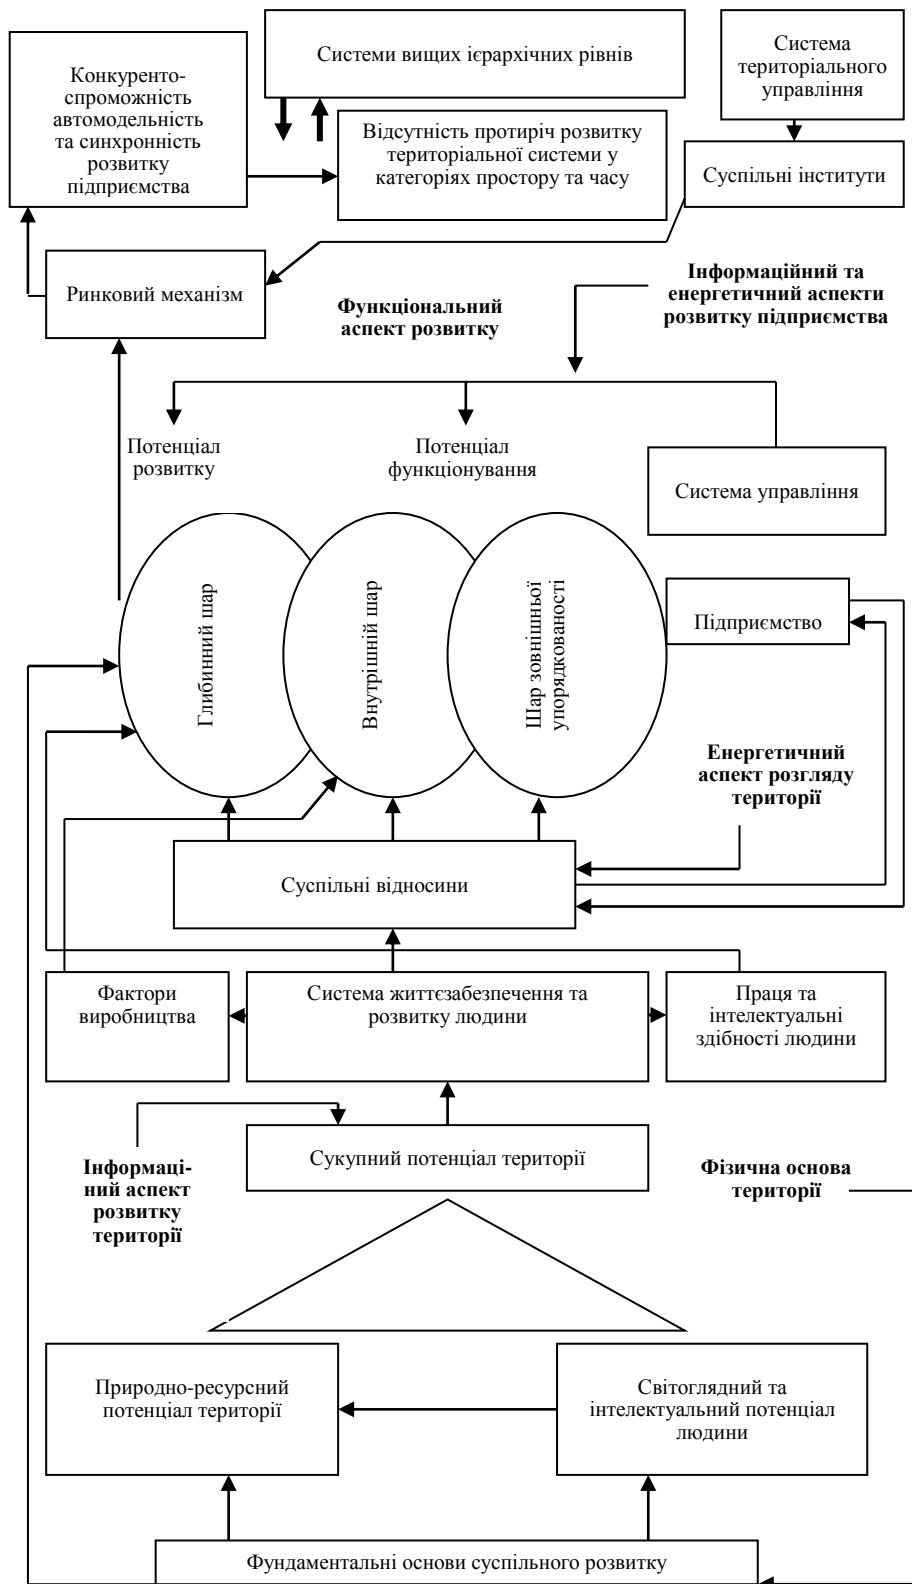 Системи вищих ієрархічних рівнів
Система
територіального
управління
Конкуренто-
спроможність
автомодельність
та синхронність
розвитку
підприємства
Відсутність протиріч розвитку
територіальної системи у
категоріях простору та часу
Суспільні інститути
Ринковий механізм
Функціональний
аспект розвитку
Інформаційний та
енергетичний аспекти
розвитку підприємства
Потенціал
розвитку
Потенціал
функціонування
Система управління
Глибинний шар
Внутрішній шар
Шар зовнішньої
упорядкованості
Підприємство
Енергетичний
аспект розгляду
території
Суспільні відносини
Фактори
виробництва
Система життєзабезпечення та
розвитку людини
Праця та
інтелектуальні
здібності людини
Сукупний потенціал території
Інформаці-
ний аспект
розвитку
території
Фізична основа
території
Природно-ресурсний
потенціал території
Світоглядний та
інтелектуальний потенціал
людини
Фундаментальні основи суспільного розвитку